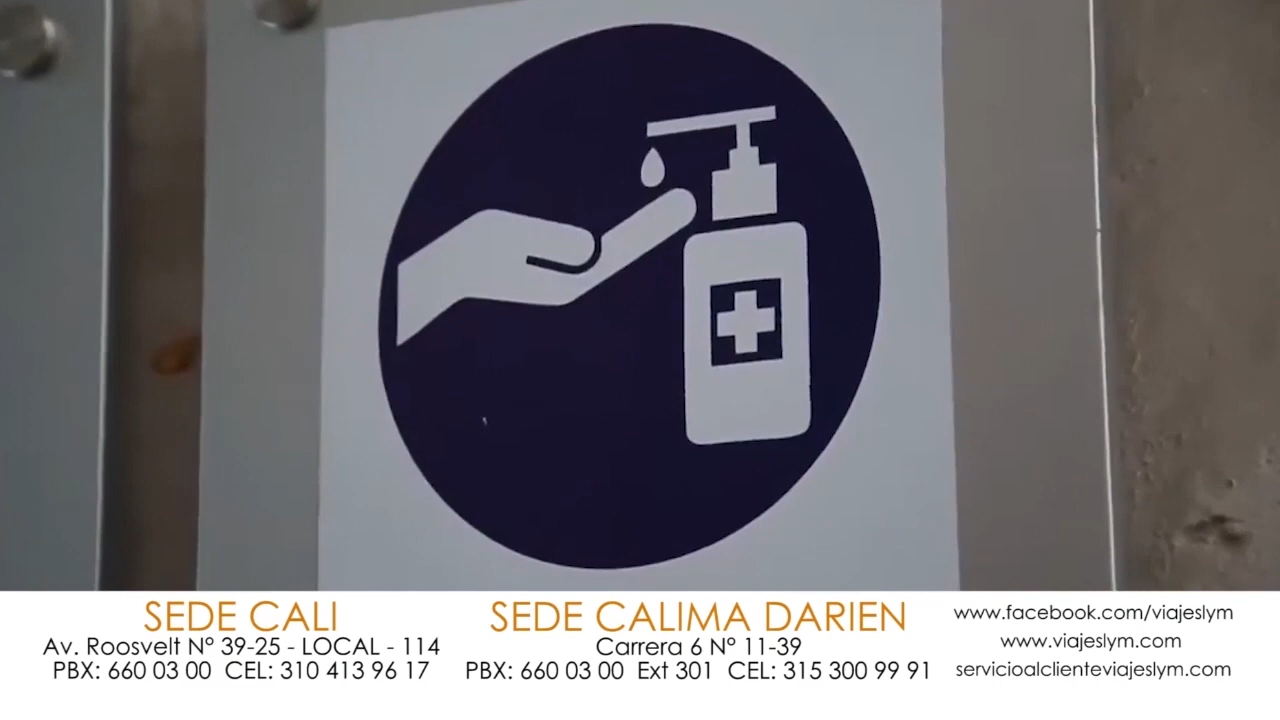 SEDE CALI
Av. Roosvelt N° 39-25 - LOCAL - 114
PBX: 660 03 00 CEL: 310 413 96 17
SEDE CALIMA DARIEN
Carrera 6 N° 11-39
PBX: 660 03 00 Ext 301 CEL: 315 300 99 91
www.facebook.com/viajeslym
www.viajeslym.com
servicioalclienteviajeslym.com